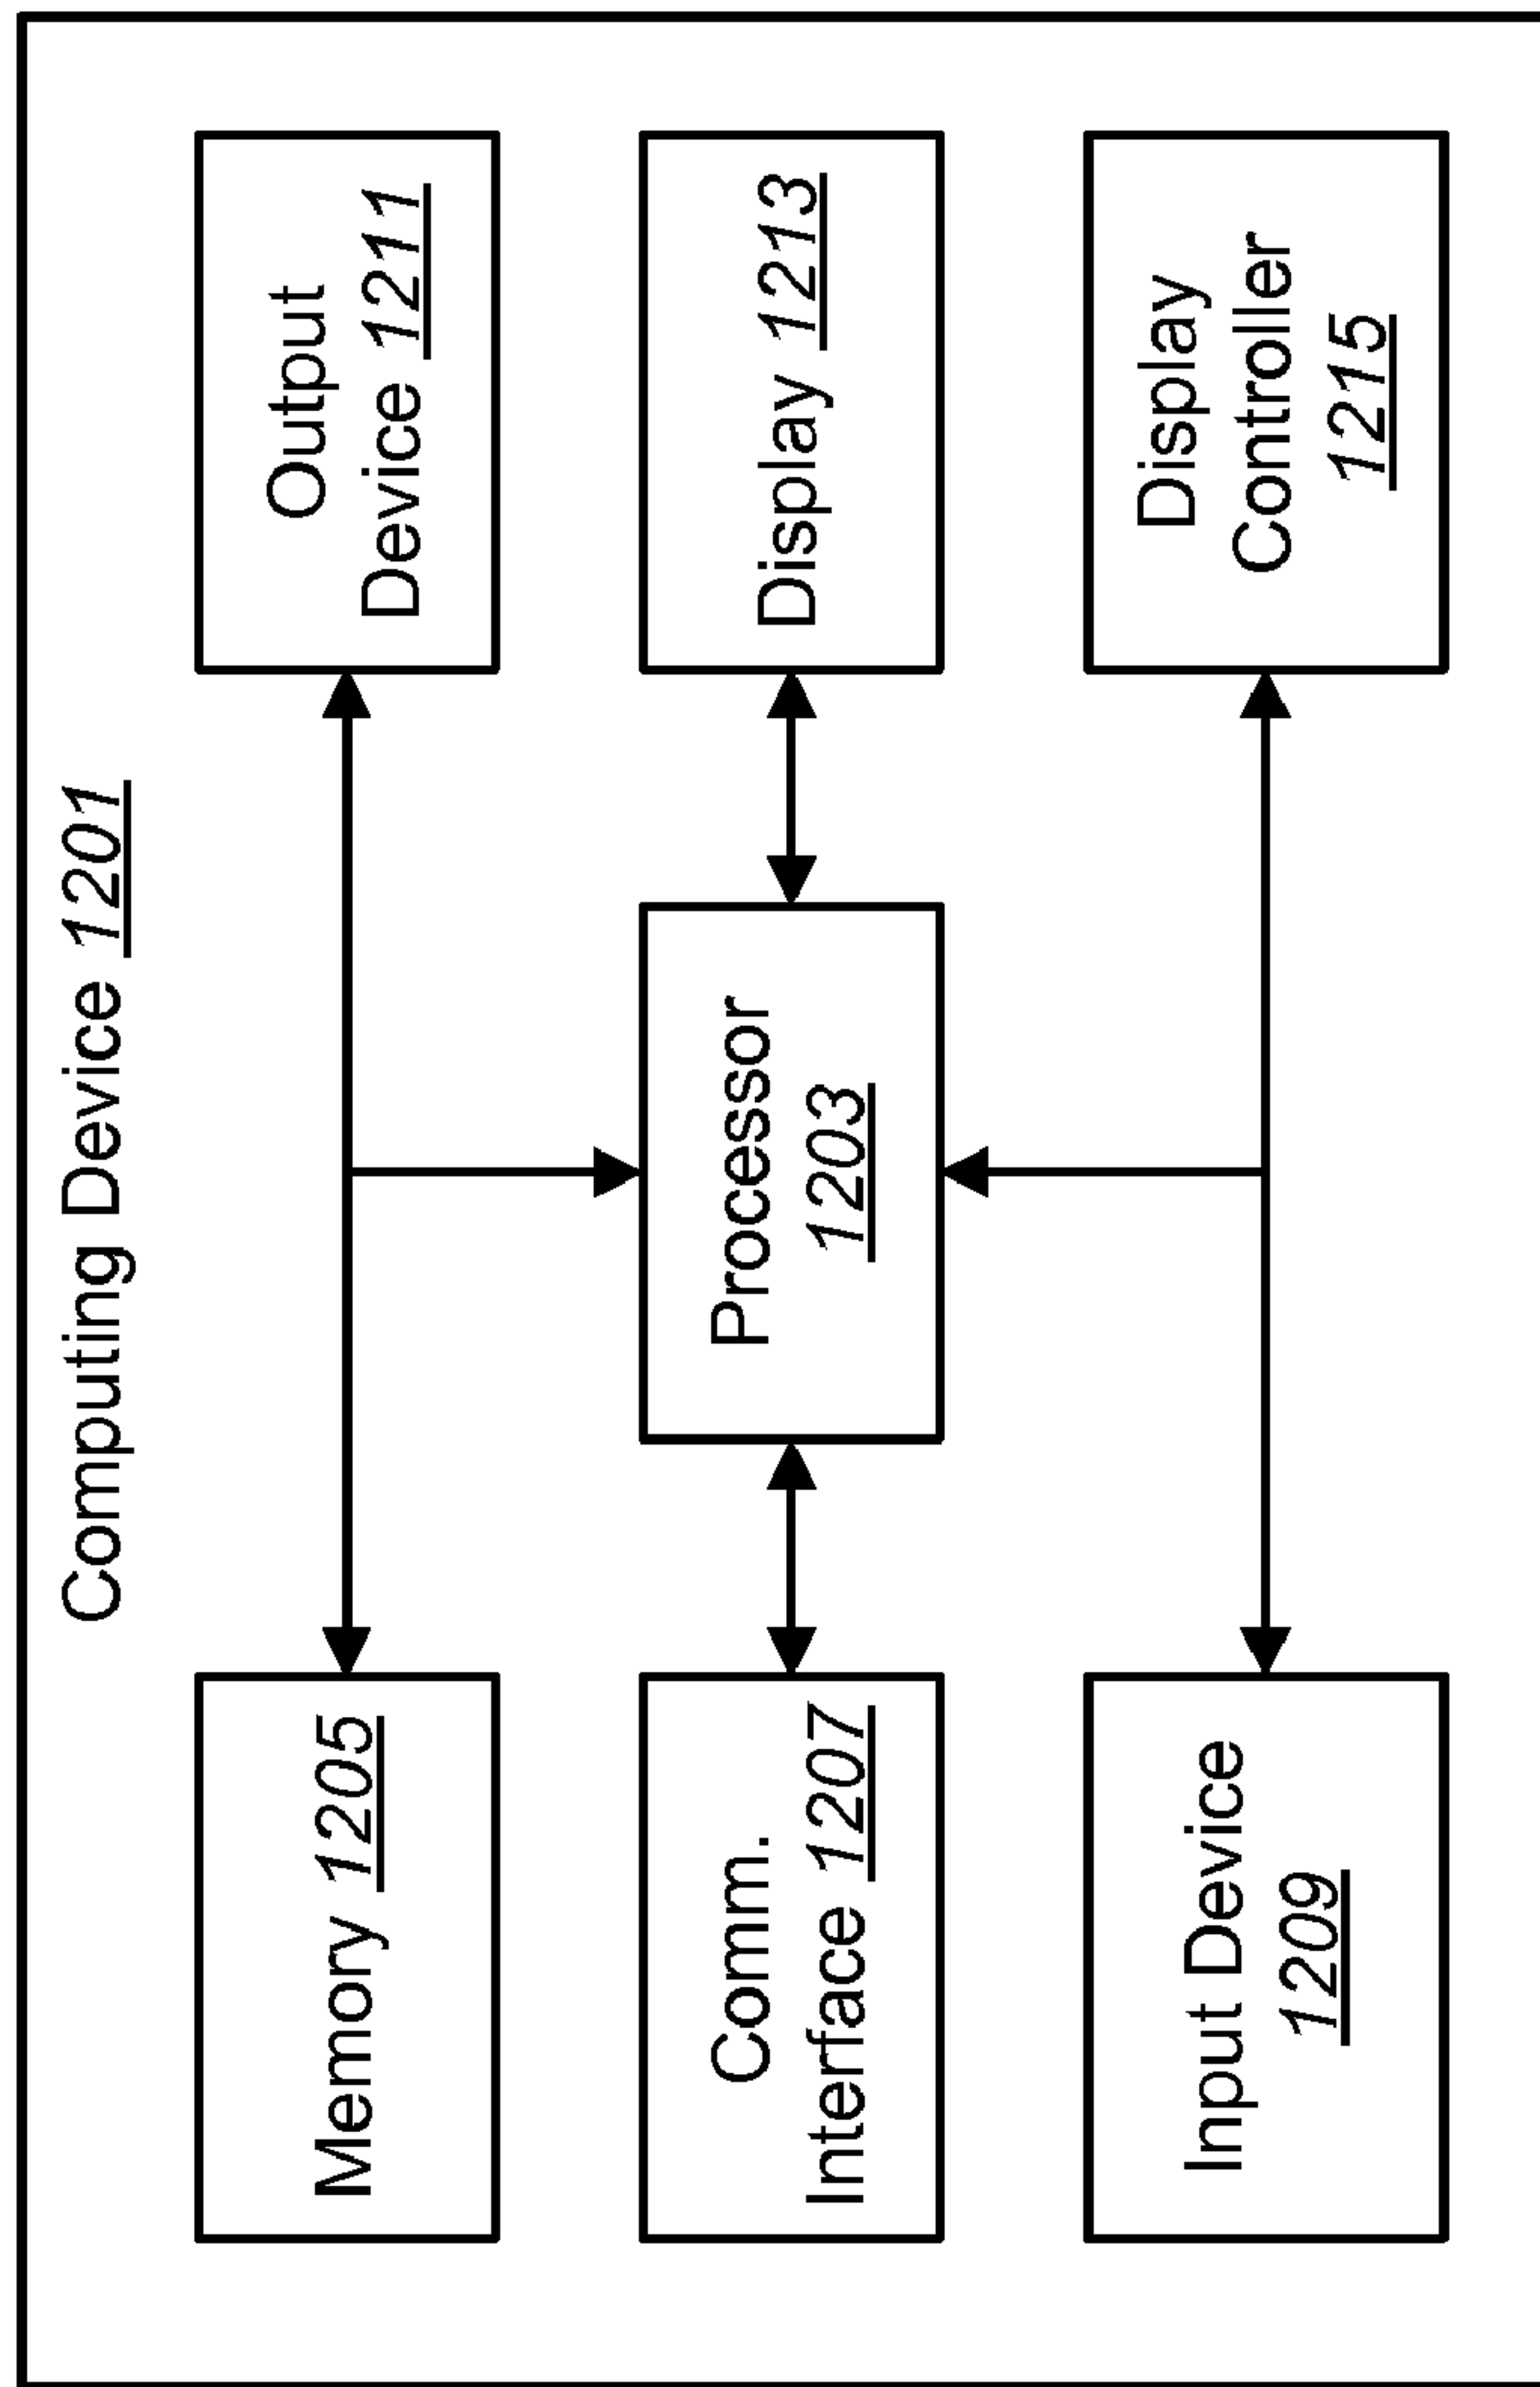 Computing Device 1201
Memory 1205
Output
Device 1211
Comm.
Interface 1207
Processor
1203
Display 1213
Input Device
1209
Display
Controller
1215